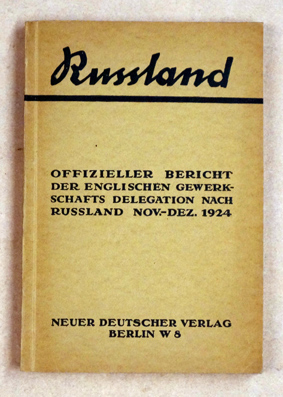 Russland
OFFIZIELLER BERICHT
DER ENGLISCHEN GEWERK-
SCHAFTS DELEGATION NACH
RUSSLAND NOV.-DEZ. 1924
NEUER DEUTSCHER VERLAG
BERLIN W 8